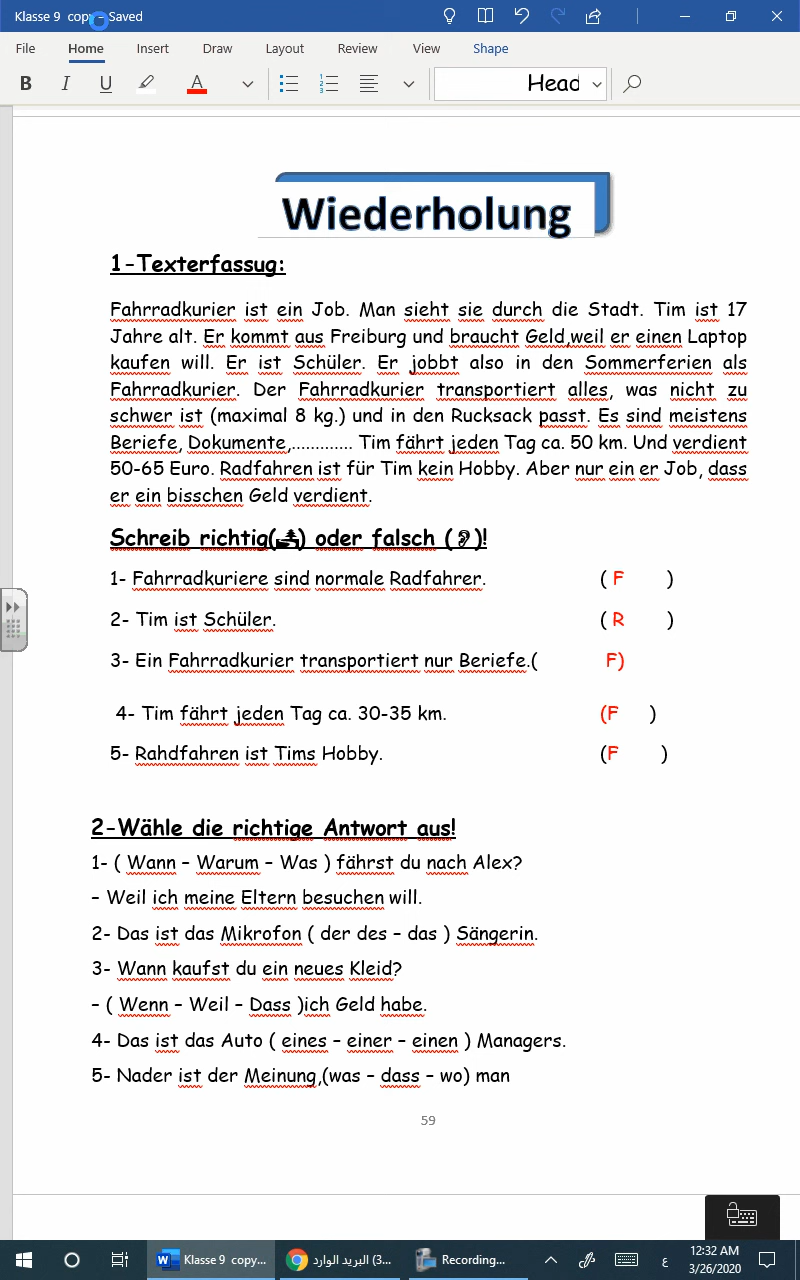 Klasse 9 copy – Saved
File Home Insert Draw Layout Review View Shape
B I U A Head
Wiederholung
1-Texterfassug:
Fahrradkurier ist ein Job. Man sieht sie durch die Stadt. Tim ist 17
Jahre alt. Er kommt aus Freiburg und braucht Geld,weil er einen Laptop
kaufen will. Er ist Schüler. Er jobbt also in den Sommerferien als
Fahrradkurier. Der Fahrradkurier transportiert alles, was nicht zu
schwer ist (maximal 8 kg.) und in den Rucksack passt. Es sind meistens
Beriefe, Dokumente,............ Tim fährt jeden Tag ca. 50 km. Und verdient
50-65 Euro. Radfahren ist für Tim kein Hobby. Aber nur ein er Job, dass
er ein bisschen Geld verdient.
Schreib richtig( ) oder falsch ( )!
1- Fahrradkuriere sind normale Radfahrer. ( F )
2- Tim ist Schüler. ( R )
3- Ein Fahrradkurier transportiert nur Beriefe.( F)
4- Tim fährt jeden Tag ca. 30-35 km. (F )
5- Rahdfahren ist Tims Hobby. (F )
2-Wähle die richtige Antwort aus!
1- ( Wann – Warum – Was ) fährst du nach Alex?
– Weil ich meine Eltern besuchen will.
2- Das ist das Mikrofon ( der des – das ) Sängerin.
3- Wann kaufst du ein neues Kleid?
– ( Wenn – Weil – Dass )ich Geld habe.
4- Das ist das Auto ( eines – einer – einen ) Managers.
5- Nader ist der Meinung,(was – dass – wo) man
59
Klasse 9 copy... البريد الوارد (3... Recording... ع 12:32 AM
3/26/2020